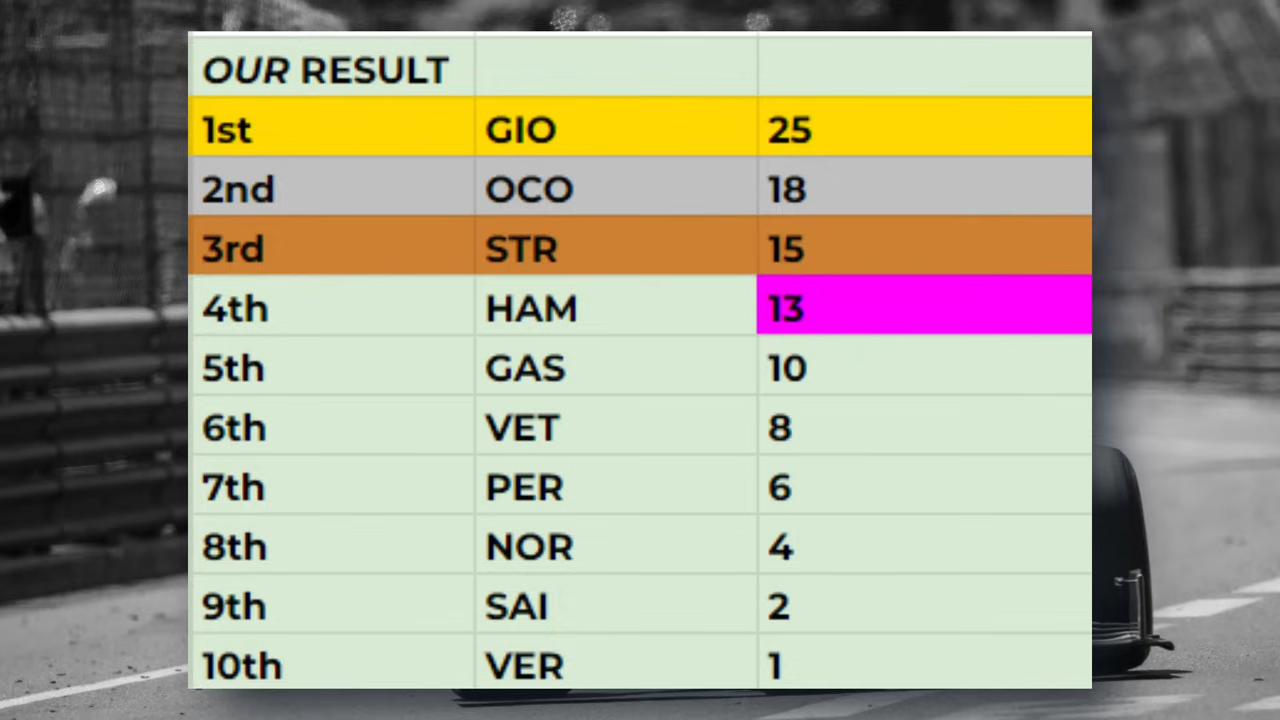 OUR RESULT
1st GIO 25
2nd OCO 18
3rd STR 15
4th HAM 13
5th GAS 10
6th VET 8
7th PER 6
8th NOR 4
9th SAI 2
10th VER 1